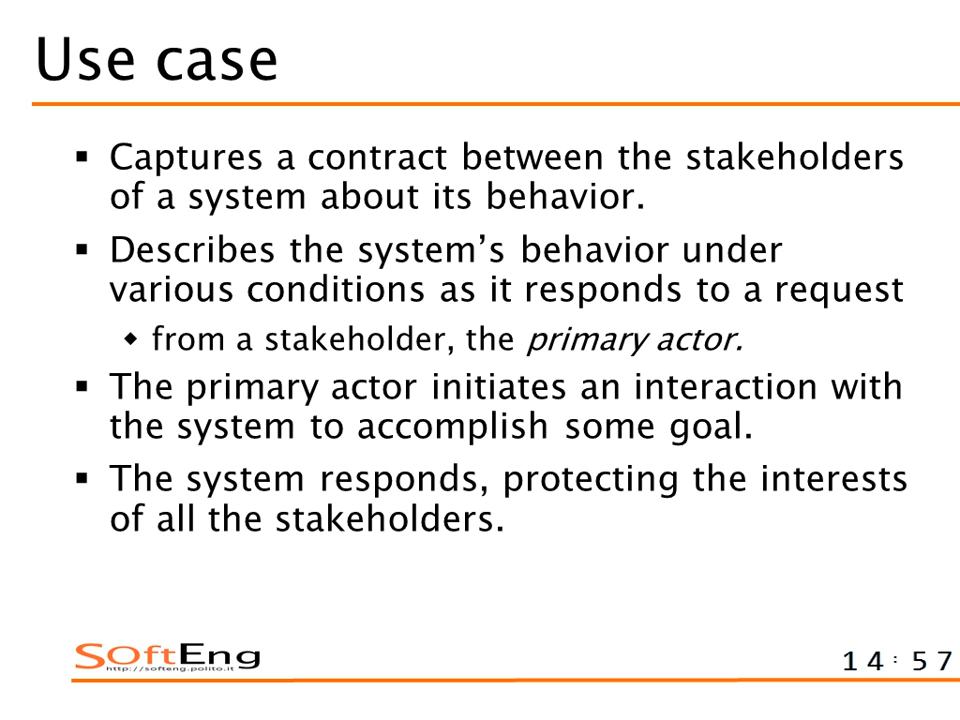 Use case
▪ Captures a contract between the stakeholders
of a system about its behavior.
▪ Describes the system’s behavior under
various conditions as it responds to a request
◆ from a stakeholder, the primary actor.
▪ The primary actor initiates an interaction with
the system to accomplish some goal.
▪ The system responds, protecting the interests
of all the stakeholders.
SOftEng
http://softeng.polito.it
14:57